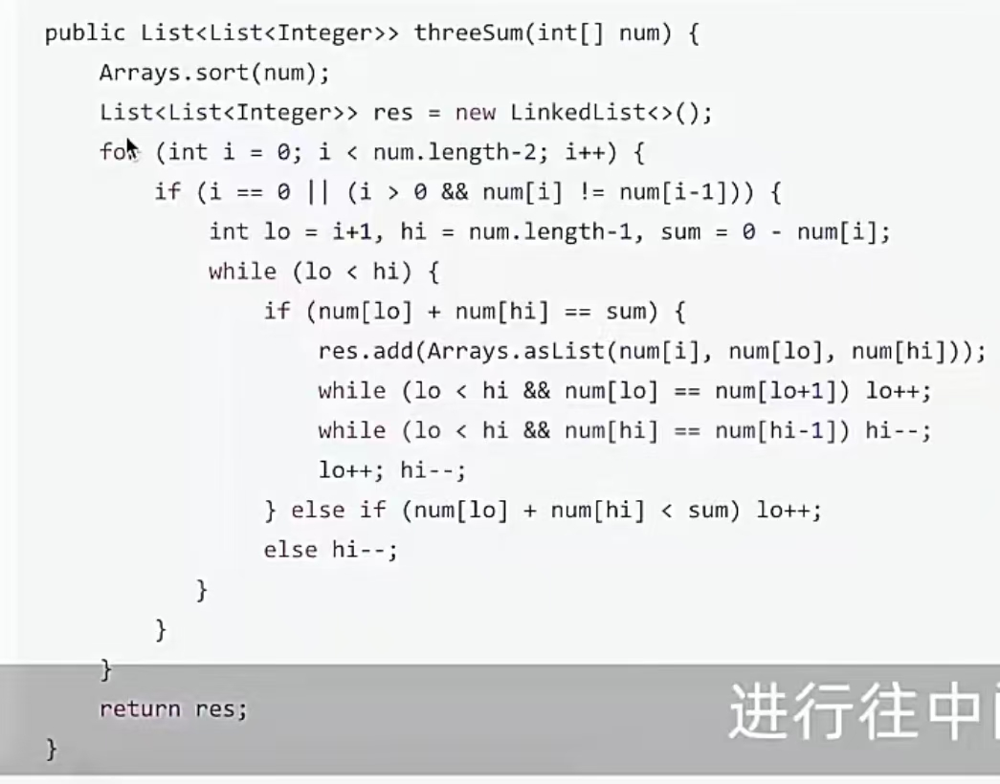 public List<List<Integer>> threeSum(int[] num) {
    Arrays.sort(num);
    List<List<Integer>> res = new LinkedList<>();
    for (int i = 0; i < num.length-2; i++) {
        if (i == 0 || (i > 0 && num[i] != num[i-1])) {
            int lo = i+1, hi = num.length-1, sum = 0 - num[i];
            while (lo < hi) {
                if (num[lo] + num[hi] == sum) {
                    res.add(Arrays.asList(num[i], num[lo], num[hi]));
                    while (lo < hi && num[lo] == num[lo+1]) lo++;
                    while (lo < hi && num[hi] == num[hi-1]) hi--;
                    lo++; hi--;
                } else if (num[lo] + num[hi] < sum) lo++;
                else hi--;
            }
        }
    }
    return res;
进行往中
}